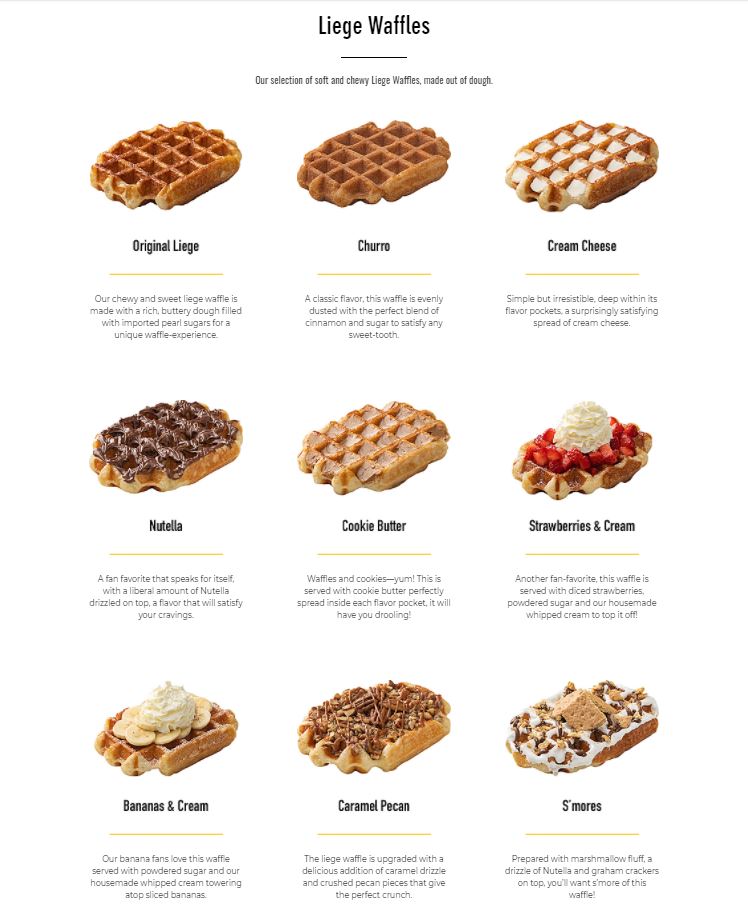 Liege Waffles
Our selection of soft and chewy Liege Waffles, made out of dough.
Original Liege
Our chewy and sweet liege waffle is
made with a rich, buttery dough filled
with imported pearl sugars for a
unique waffle-experience.
Churro
A classic flavor, this waffle is evenly
dusted with the perfect blend of
cinnamon and sugar to satisfy any
sweet-tooth.
Cream Cheese
Simple but irresistible, deep within its
flavor pockets, a surprisingly satisfying
spread of cream cheese.
Nutella
A fan favorite that speaks for itself,
with a liberal amount of Nutella
drizzled on top, a flavor that will satisfy
your cravings.
Cookie Butter
Waffles and cookies—yum! This is
served with cookie butter perfectly
spread inside each flavor pocket, it will
have you drooling!
Strawberries & Cream
Another fan-favorite, this waffle is
served with diced strawberries,
powdered sugar and our housemade
whipped cream to top it off!
Bananas & Cream
Our banana fans love this waffle
served with powdered sugar and our
housemade whipped cream towering
atop sliced bananas.
Caramel Pecan
The liege waffle is upgraded with a
delicious addition of caramel drizzle
and crushed pecan pieces that give
the perfect crunch.
S'mores
Prepared with marshmallow fluff, a
drizzle of Nutella and graham crackers
on top, you'll want s'more of this
waffle!